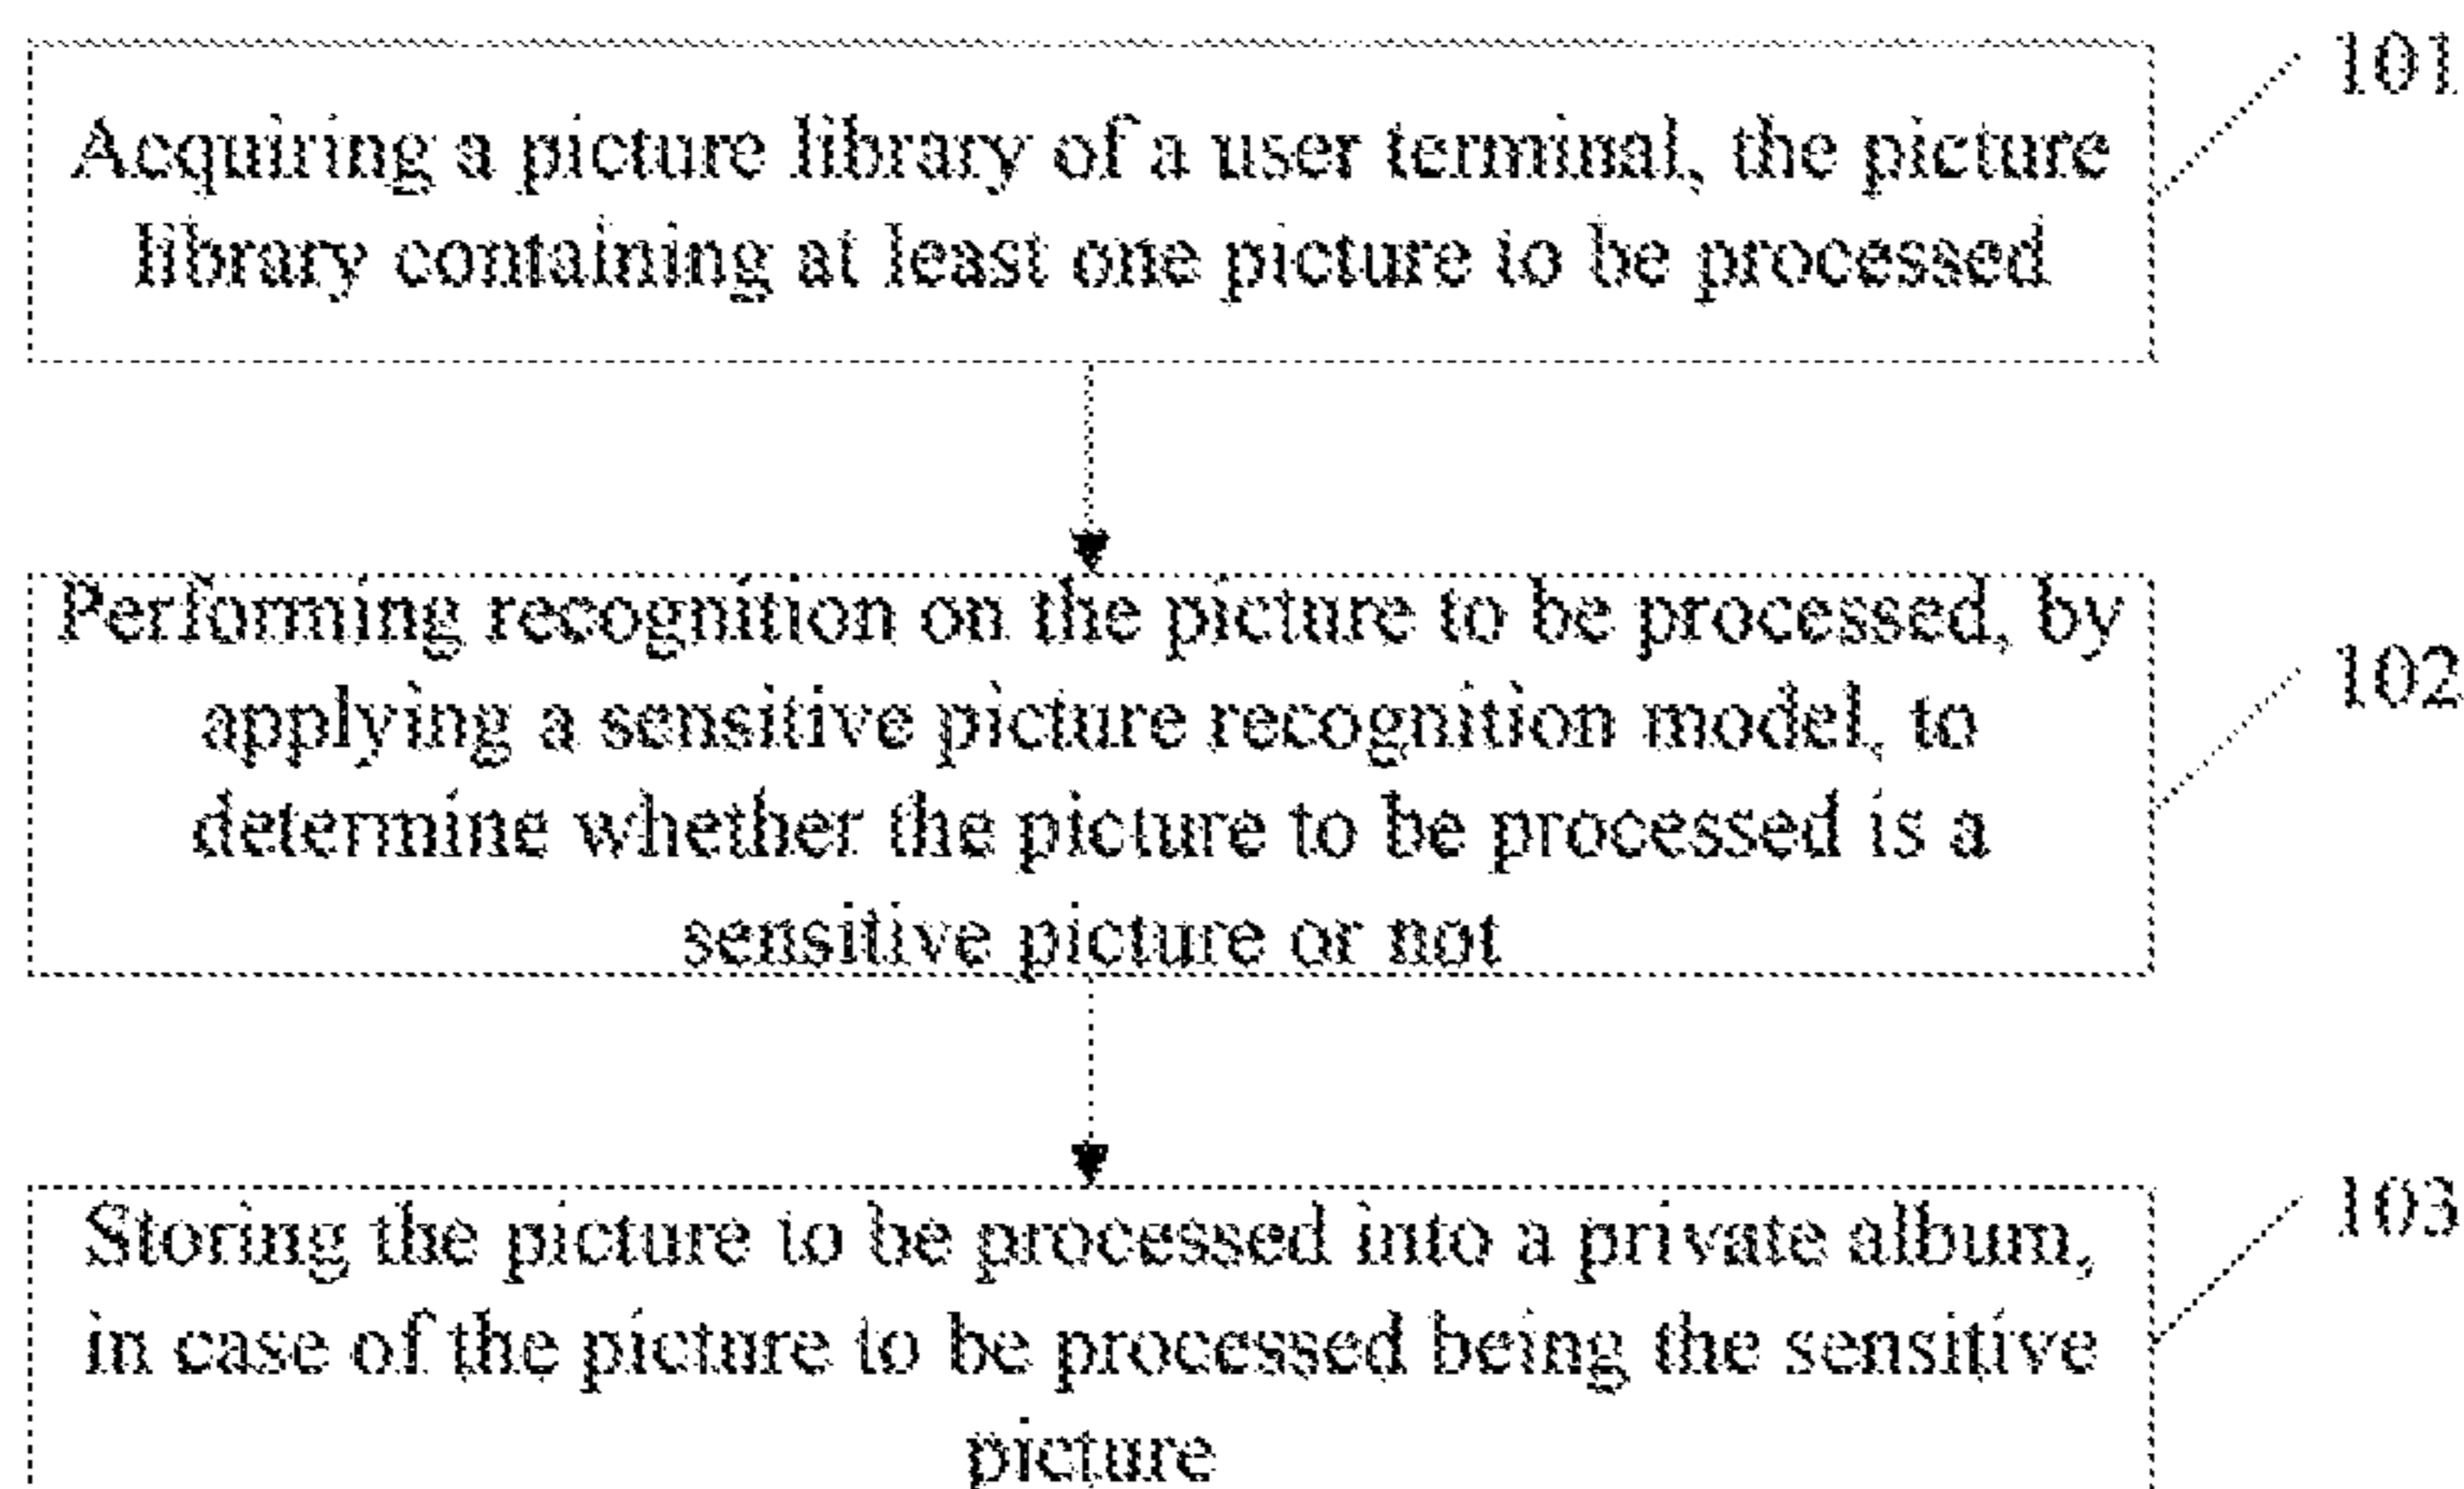 101
Acquiring a picture library of a user terminal, the picture
library containing at least one picture to be processed
Performing recognition on the picture to be processed, by
102
applying a sensitive picture recognition model, to
determine whether the picture to be processed is a
sensitive picture or not
103
Storing the picture to be processed into a private album,
in case of the picture to be processed being the sensitive
picture